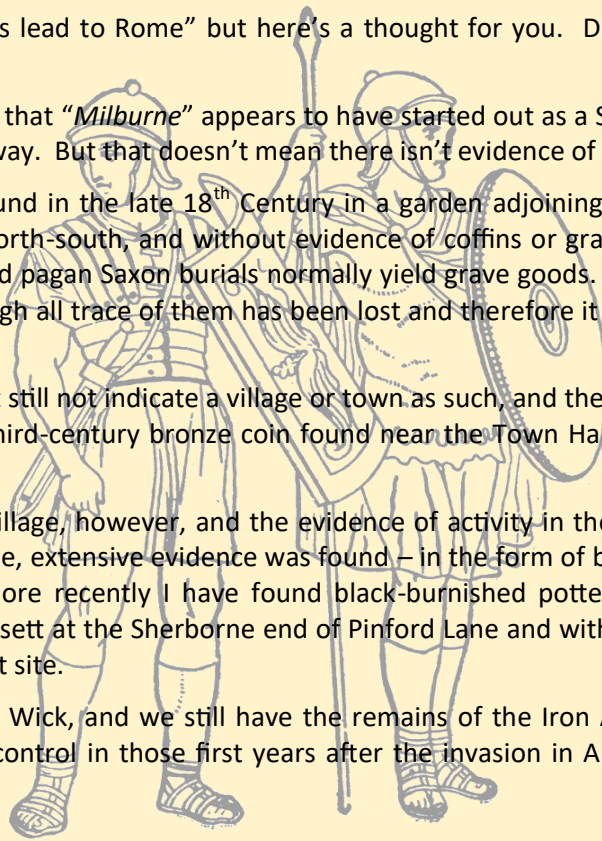 s lead to Rome” but here’s a thought for you. D
that “Milburne” appears to have started out as a S
way. But that doesn’t mean there isn’t evidence of
und in the late 18th Century in a garden adjoining
orth-south, and without evidence of coffins or gra
d pagan Saxon burials normally yield grave goods.
gh all trace of them has been lost and therefore it
t still not indicate a village or town as such, and the
hird-century bronze coin found near the Town Ha
illage, however, and the evidence of activity in the
e, extensive evidence was found – in the form of b
ore recently I have found black-burnished potte
sett at the Sherborne end of Pinford Lane and with
t site.
Wick, and we still have the remains of the Iron A
control in those first years after the invasion in A